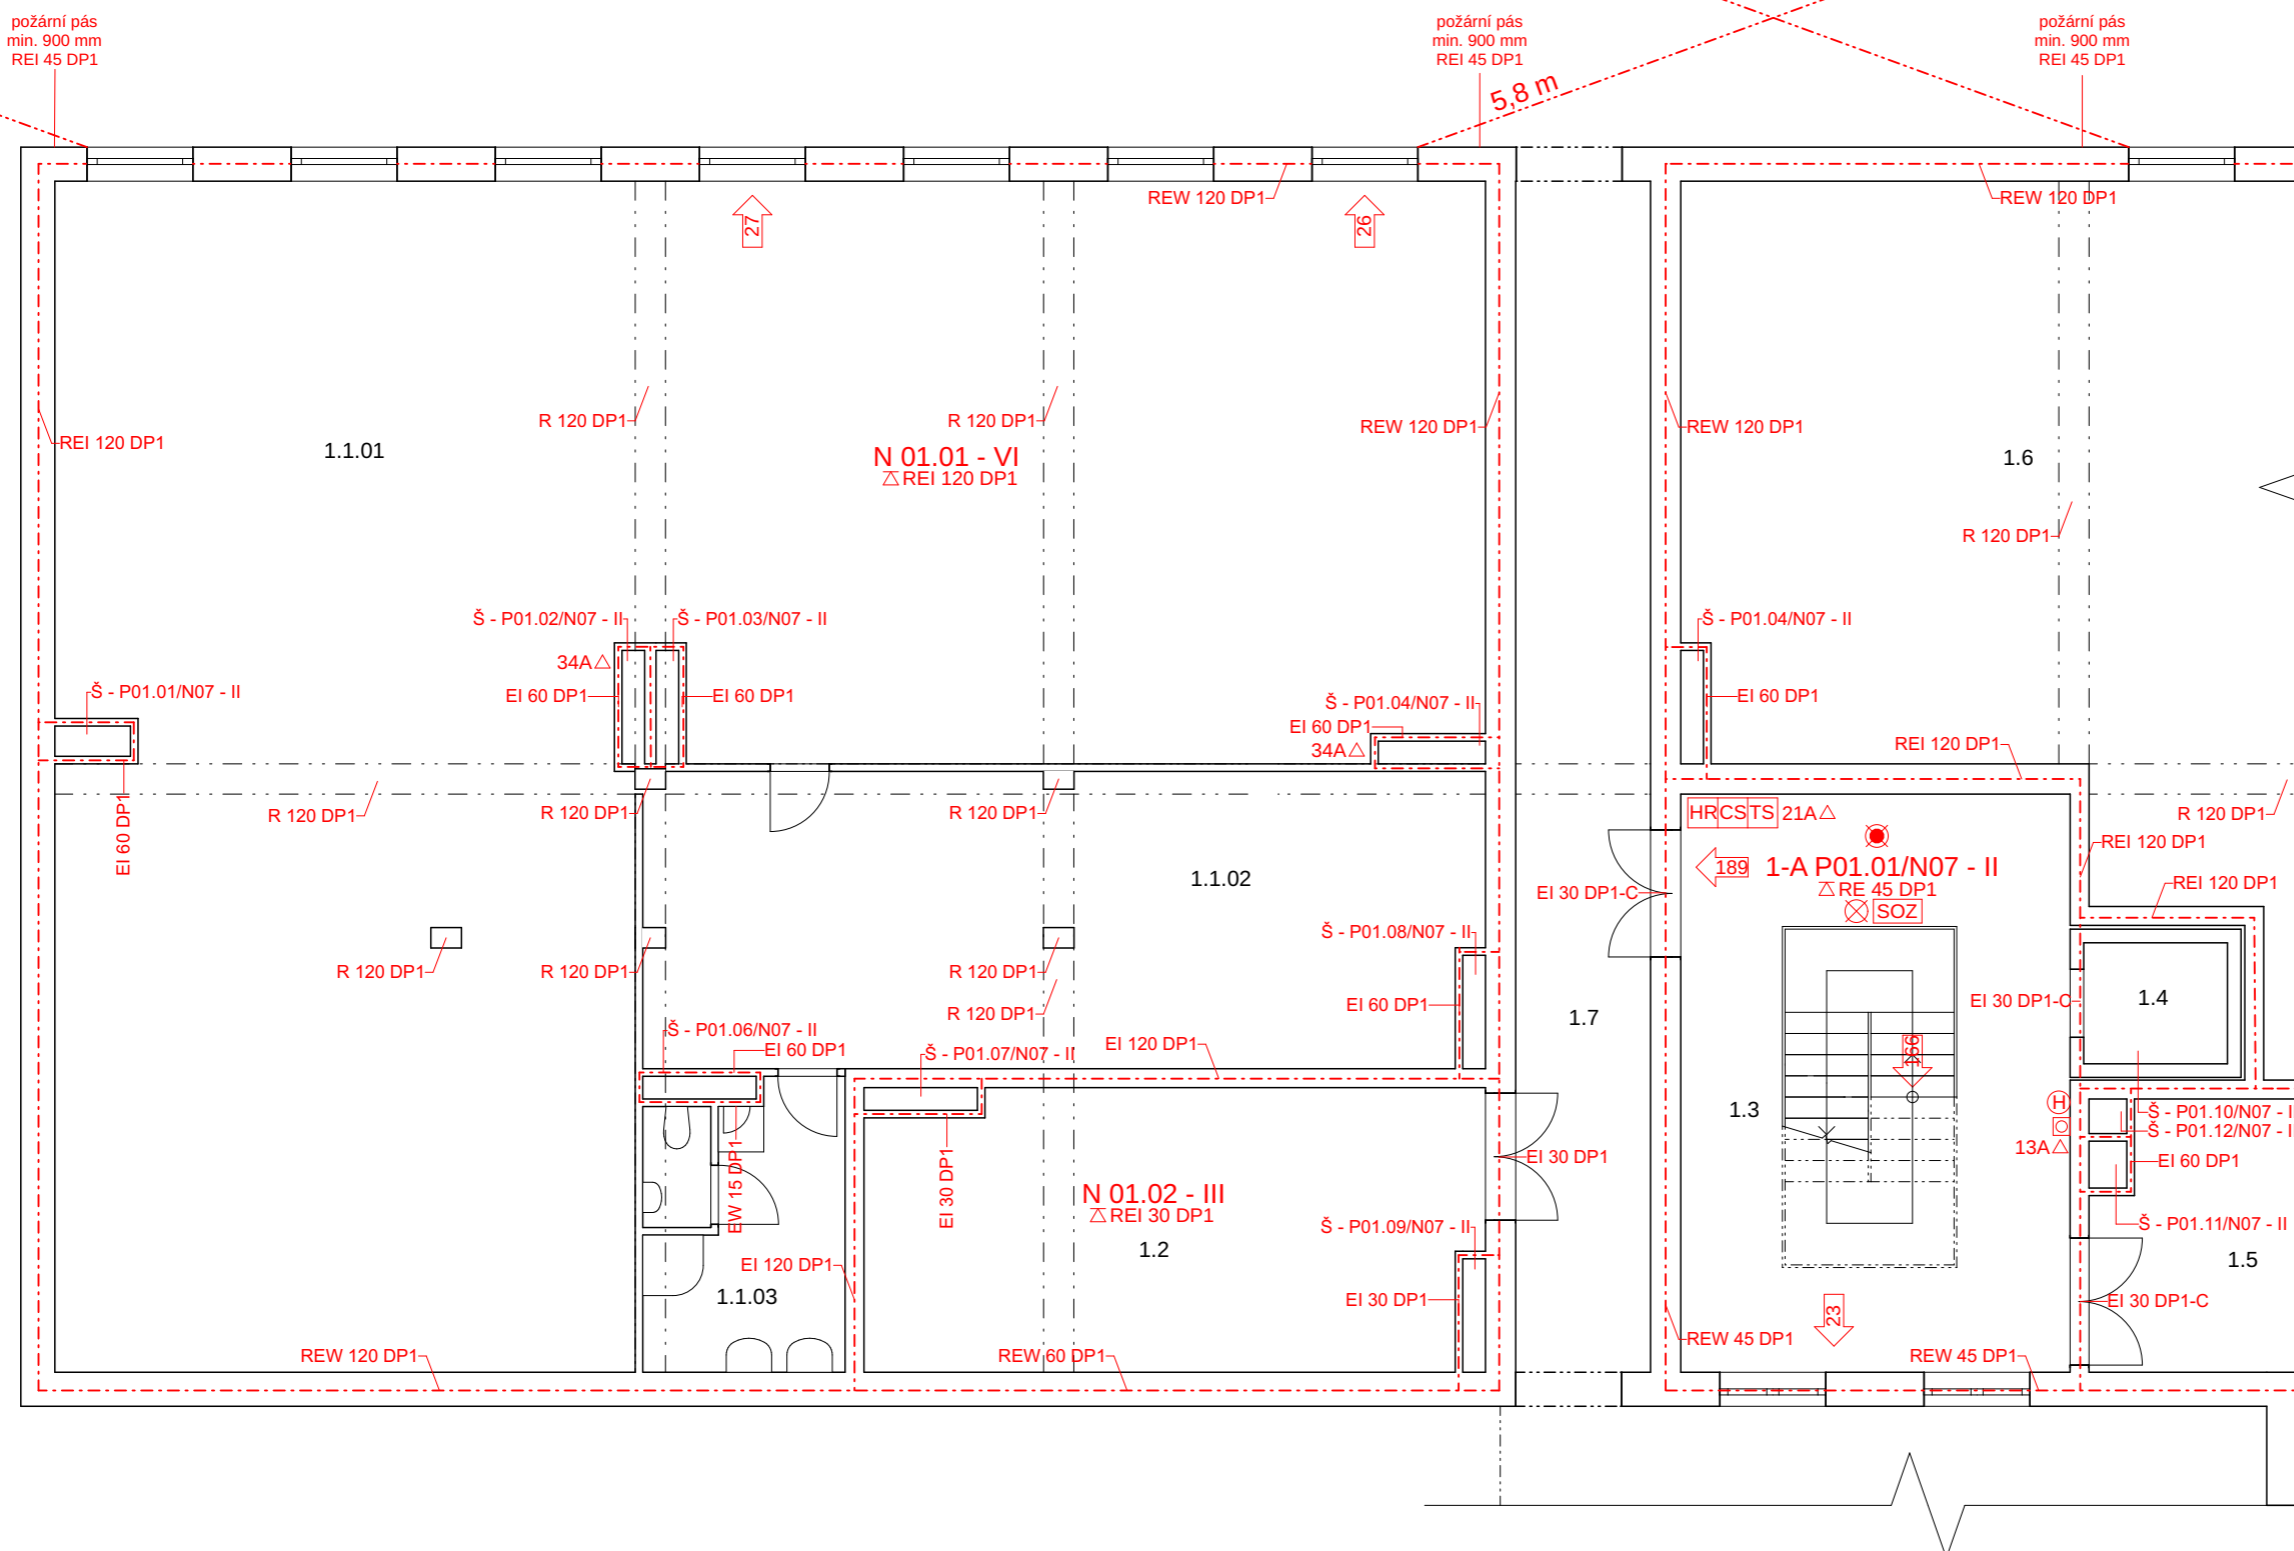 požární pás
min. 900 mm
REI 45 DP1
požární pás
min. 900 mm
REI 45 DP1
požární pás
min. 900 mm
REI 45 DP1
5,8 m
REW 120 DP1
REW 120 DP1
27
26
R 120 DP1
R 120 DP1
REW 120 DP1
REW 120 DP1
REI 120 DP1
1.1.01
N 01.01 - VI
REI 120 DP1
1.6
R 120 DP1
Š - P01.02/N07 - II
Š - P01.03/N07 - II
Š - P01.04/N07 - II
34A
Š - P01.01/N07 - II
EI 60 DP1
EI 60 DP1
EI 60 DP1
Š - P01.04/N07 - II
EI 60 DP1
34A
REI 120 DP1
EI 60 DP1
R 120 DP1
R 120 DP1
R 120 DP1
HR CS TS 21A
R 120 DP1
REI 120 DP1
189
1-A P01.01/N07 - II
RE 45 DP1
SOZ
1.1.02
EI 30 DP1-C
REI 120 DP1
Š - P01.08/N07 - II
R 120 DP1
R 120 DP1
R 120 DP1
R 120 DP1
EI 60 DP1
EI 30 DP1-C
1.4
1.7
Š - P01.06/N07 - II
EI 60 DP1
Š - P01.07/N07 - II
EI 120 DP1
166
1.3
H
Š - P01.10/N07 - I
Š - P01.12/N07 - I
13A
EI 60 DP1
EI 30 DP1
EW 15 DP1
EI 30 DP1
N 01.02 - III
REI 30 DP1
1.2
Š - P01.09/N07 - II
Š - P01.11/N07 - II
1.5
EI 120 DP1
1.1.03
EI 30 DP1
23
EI 30 DP1-C
REW 45 DP1
REW 120 DP1
REW 60 DP1
REW 45 DP1